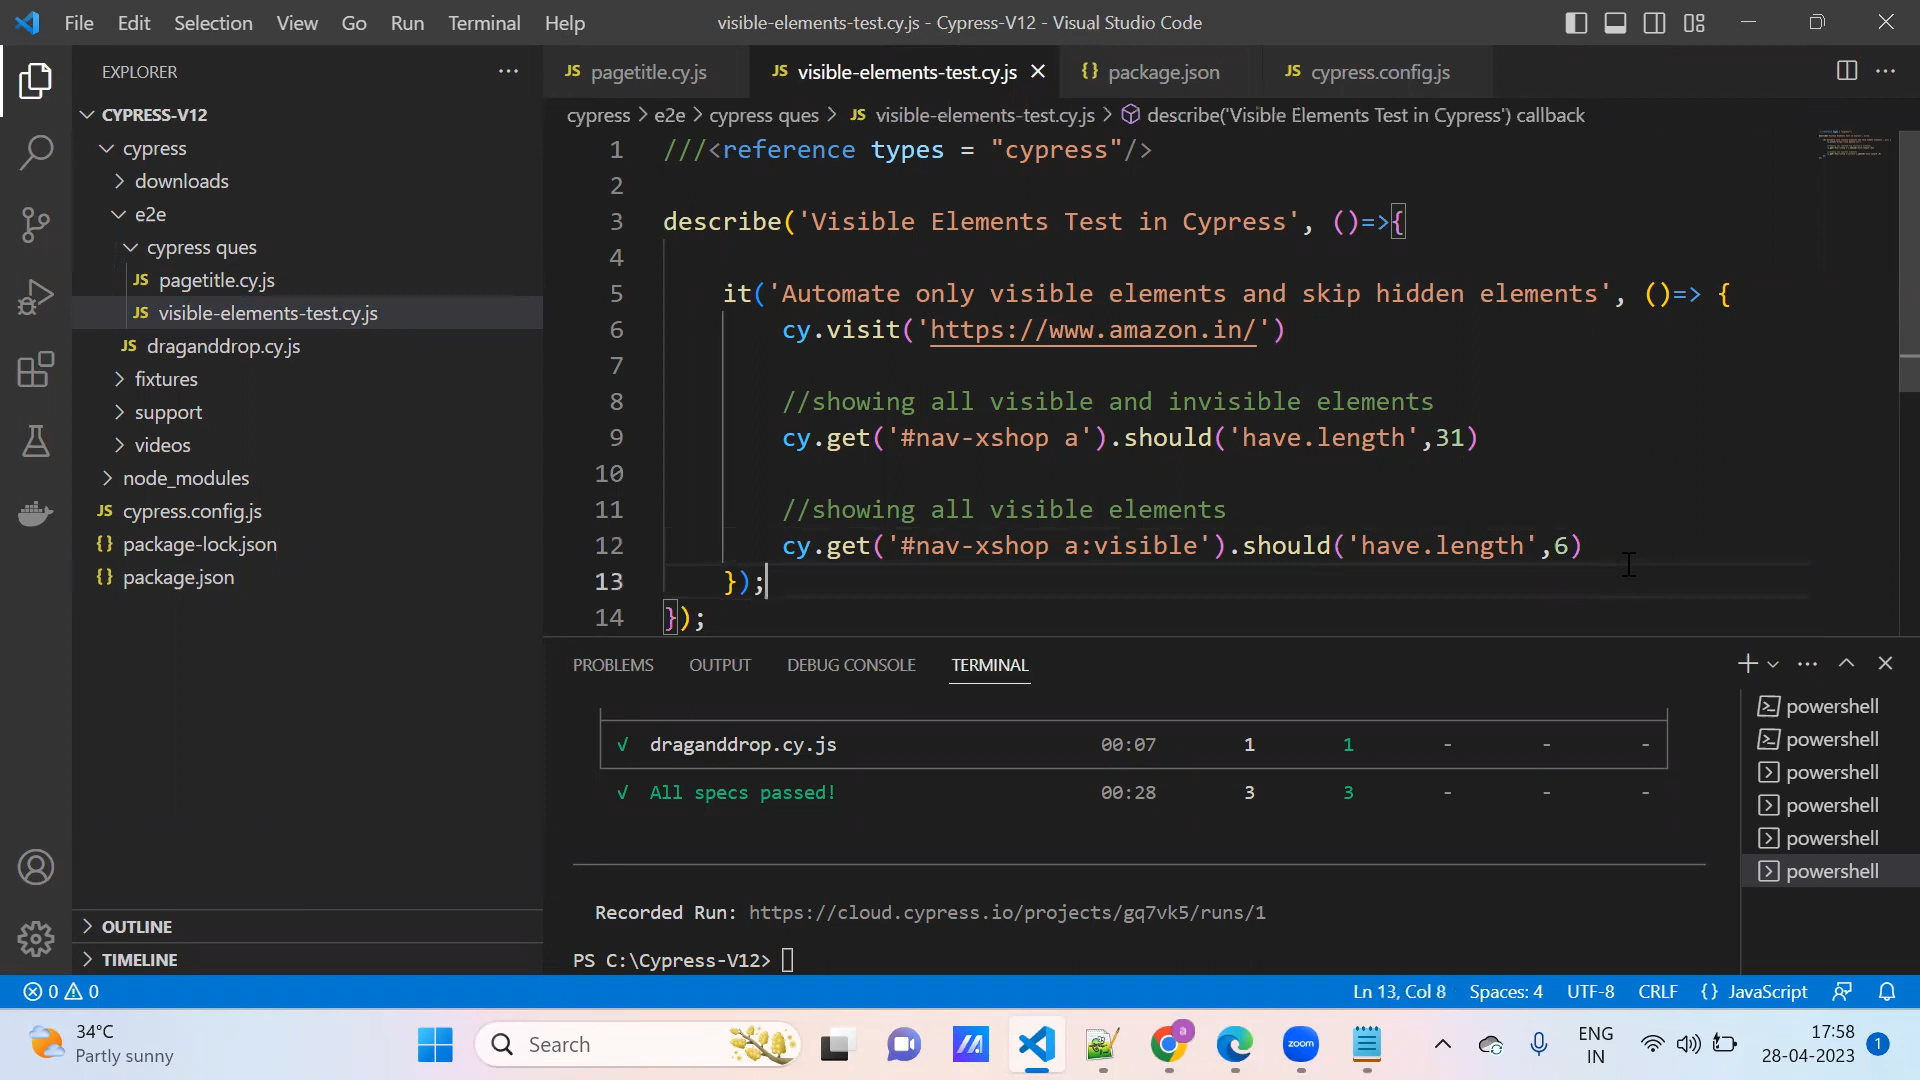 File Edit Selection View Go Run Terminal Help
visible-elements-test.cy.js - Cypress-V12 - Visual Studio Code
EXPLORER
CYPRESS-V12
cypress
downloads
e2e
cypress ques
JS pagetitle.cy.js
JS visible-elements-test.cy.js
JS draganddrop.cy.js
fixtures
support
videos
node_modules
JS cypress.config.js
{} package-lock.json
{} package.json
OUTLINE
TIMELINE
JS pagetitle.cy.js JS visible-elements-test.cy.js {} package.json JS cypress.config.js
cypress > e2e > cypress ques > JS visible-elements-test.cy.js > describe('Visible Elements Test in Cypress') callback
1 ///<reference types = "cypress"/>
2
3 describe('Visible Elements Test in Cypress', ()=>{
4
5 it('Automate only visible elements and skip hidden elements', ()=> {
6 cy.visit('https://www.amazon.in/')
7
8 //showing all visible and invisible elements
9 cy.get('#nav-xshop a').should('have.length',31)
10
11 //showing all visible elements
12 cy.get('#nav-xshop a:visible').should('have.length',6)
13 });
14 });
PROBLEMS OUTPUT DEBUG CONSOLE TERMINAL
√ draganddrop.cy.js 00:07 1 1 - - -
√ All specs passed! 00:28 3 3 - - -
Recorded Run: https://cloud.cypress.io/projects/gq7vk5/runs/1
PS C:\Cypress-V12>
powershell
powershell
powershell
powershell
powershell
powershell
0 0
Ln 13, Col 8 Spaces: 4 UTF-8 CRLF {} JavaScript
34°C
Partly sunny
Search
a
zoom
ENG
IN
17:58
28-04-2023
1